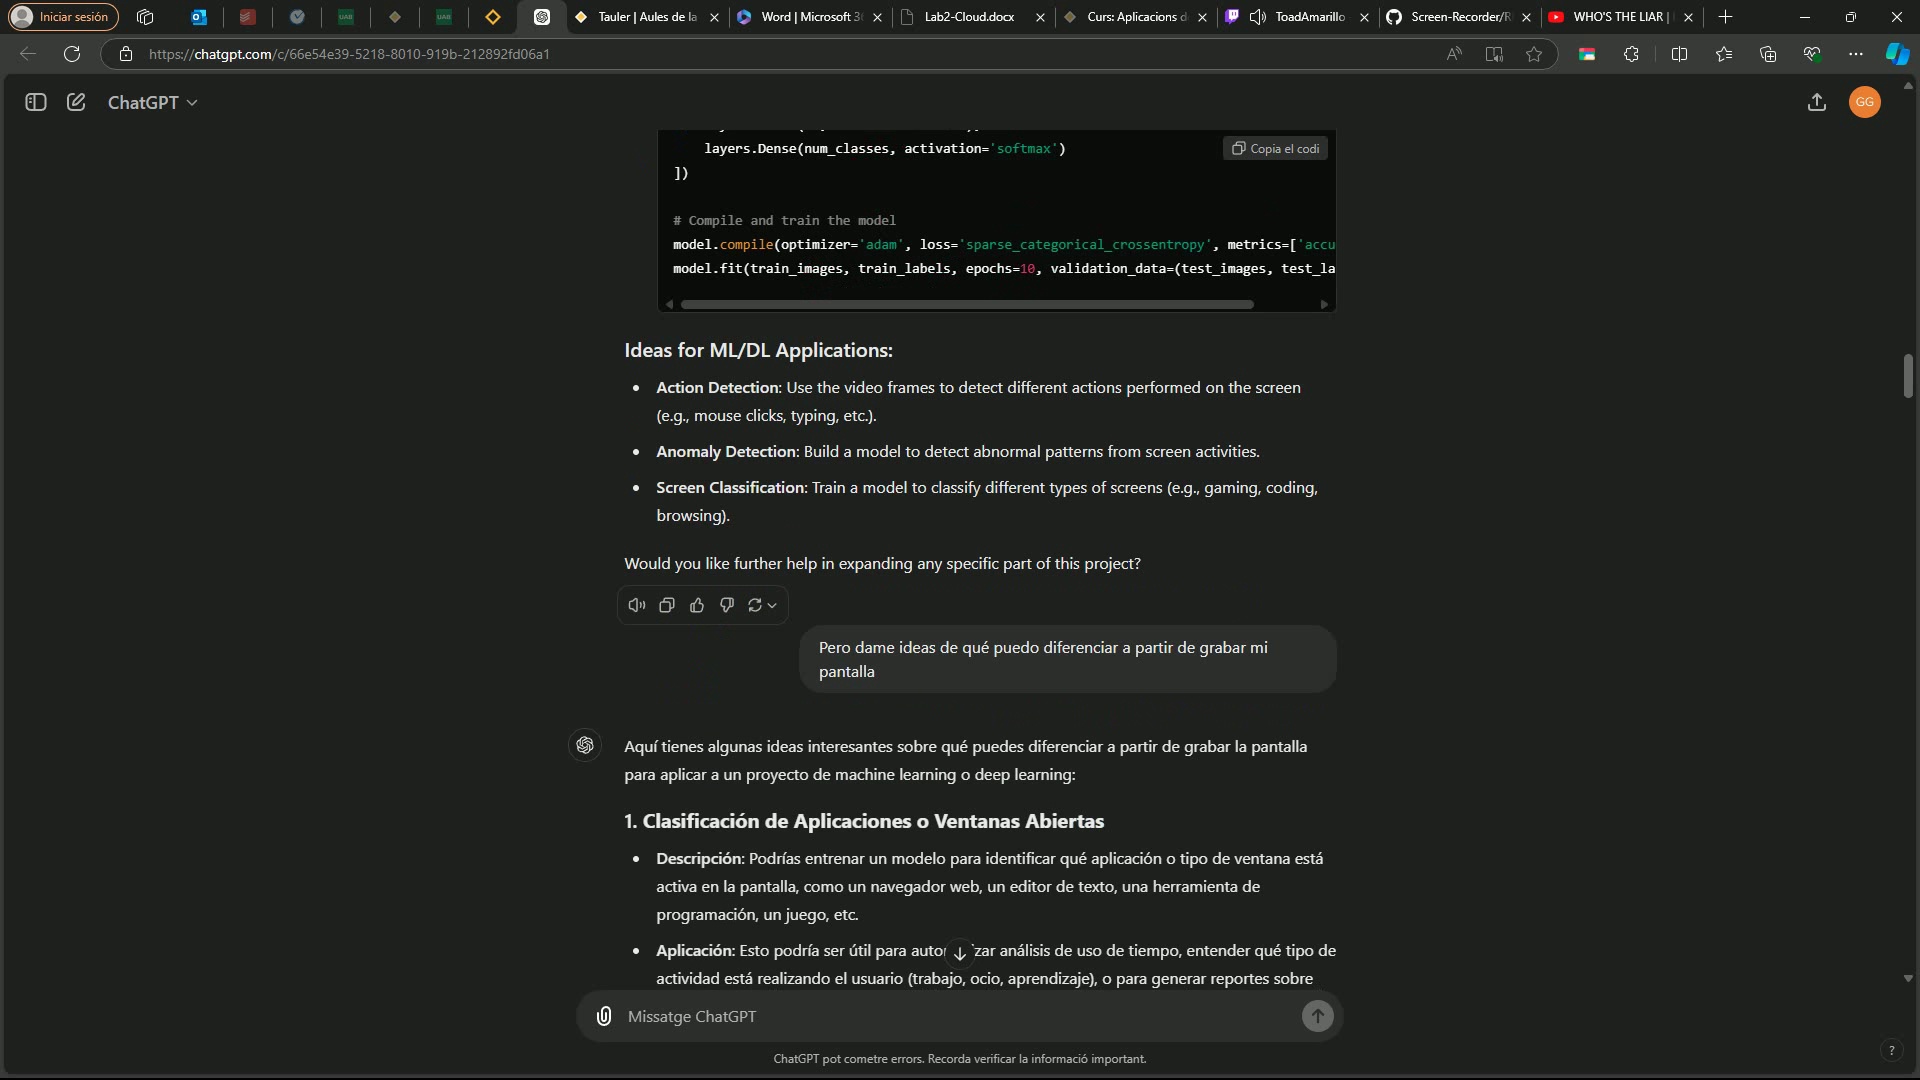 Iniciar sesión
UAB
UAB
Tauler | Aules de la
Word | Microsoft 3
Lab2-Cloud.docx
Curs: Aplicacions d
ToadAmarillo
Screen-Recorder/R
WHO'S THE LIAR |
https://chatgpt.com/c/66e54e39-5218-8010-919b-212892fd06a1
ChatGPT
GG
layers.Dense(num_classes, activation='softmax')
Copia el codi
])
# Compile and train the model
model.compile(optimizer='adam', loss='sparse_categorical_crossentropy', metrics=['accu
model.fit(train_images, train_labels, epochs=10, validation_data=(test_images, test_la
Ideas for ML/DL Applications:
• Action Detection: Use the video frames to detect different actions performed on the screen
(e.g., mouse clicks, typing, etc.).
• Anomaly Detection: Build a model to detect abnormal patterns from screen activities.
• Screen Classification: Train a model to classify different types of screens (e.g., gaming, coding,
browsing).
Would you like further help in expanding any specific part of this project?
Pero dame ideas de qué puedo diferenciar a partir de grabar mi
pantalla
Aquí tienes algunas ideas interesantes sobre qué puedes diferenciar a partir de grabar la pantalla
para aplicar a un proyecto de machine learning o deep learning:
1. Clasificación de Aplicaciones o Ventanas Abiertas
• Descripción: Podrías entrenar un modelo para identificar qué aplicación o tipo de ventana está
activa en la pantalla, como un navegador web, un editor de texto, una herramienta de
programación, un juego, etc.
• Aplicación: Esto podría ser útil para auto zar análisis de uso de tiempo, entender qué tipo de
actividad está realizando el usuario (trabajo, ocio, aprendizaje), o para generar reportes sobre
Missatge ChatGPT
ChatGPT pot cometre errors. Recorda verificar la informació important.
?